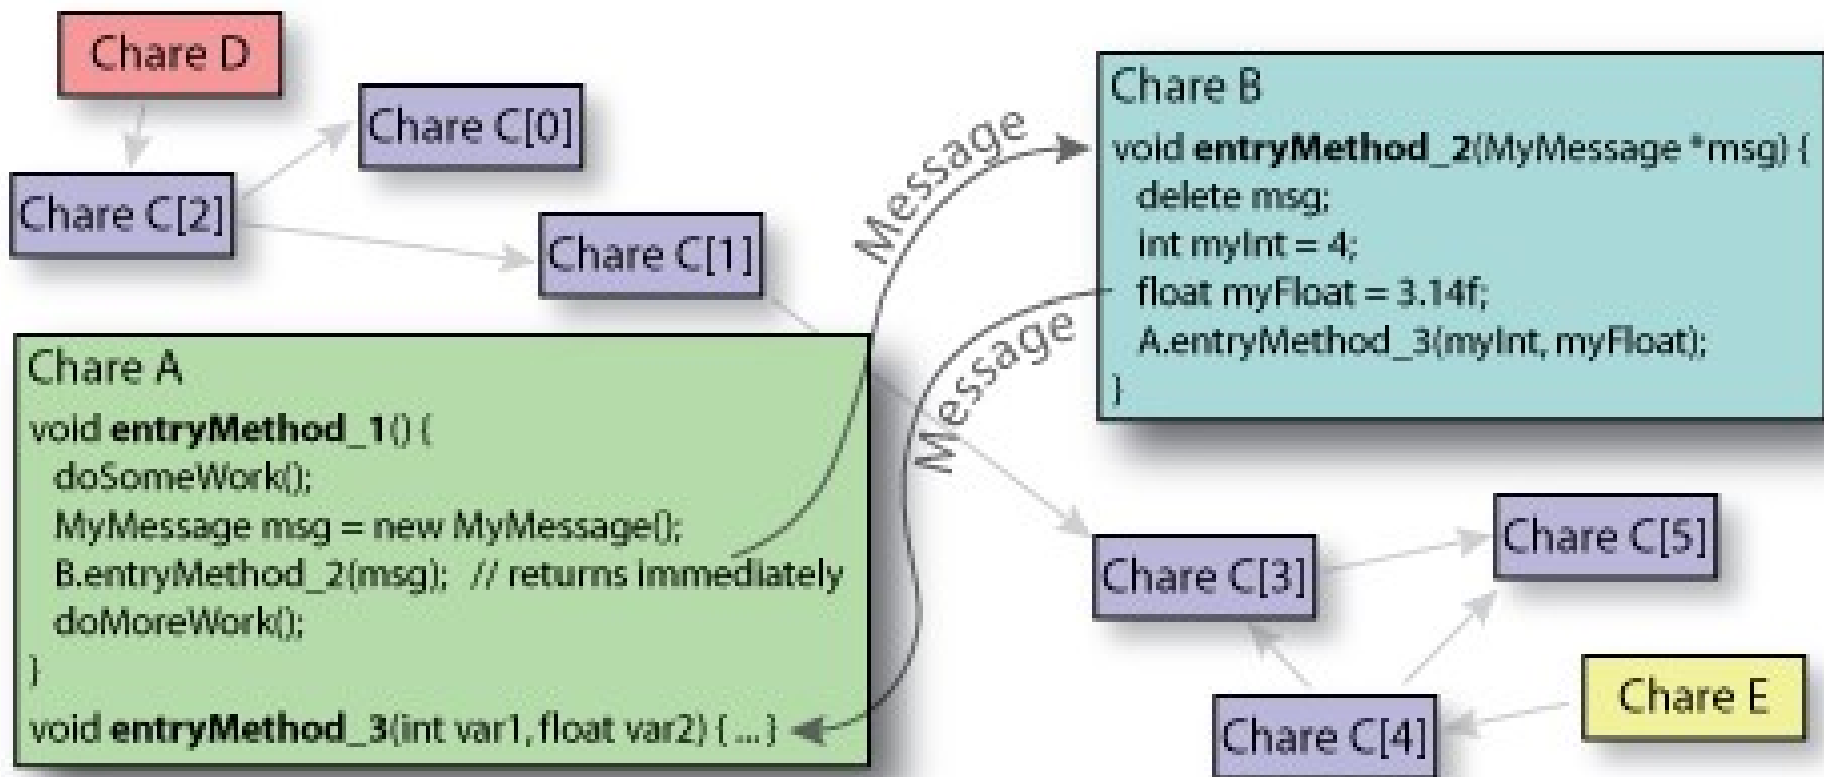 Chare D
Chare C[0]
Chare C[2]
Chare C[1]
Chare A
void entryMethod_1() {
doSomeWork();
MyMessage msg = new MyMessage();
B.entryMethod_2(msg);  // returns immediately
doMoreWork();
}
void entryMethod_3(int var1, float var2) { ... }
Message
Message
Chare B
void entryMethod_2(MyMessage *msg) {
delete msg;
int myInt = 4;
float myFloat = 3.14f;
A.entryMethod_3(myInt, myFloat);
}
Chare C[3]
Chare C[5]
Chare C[4]
Chare E